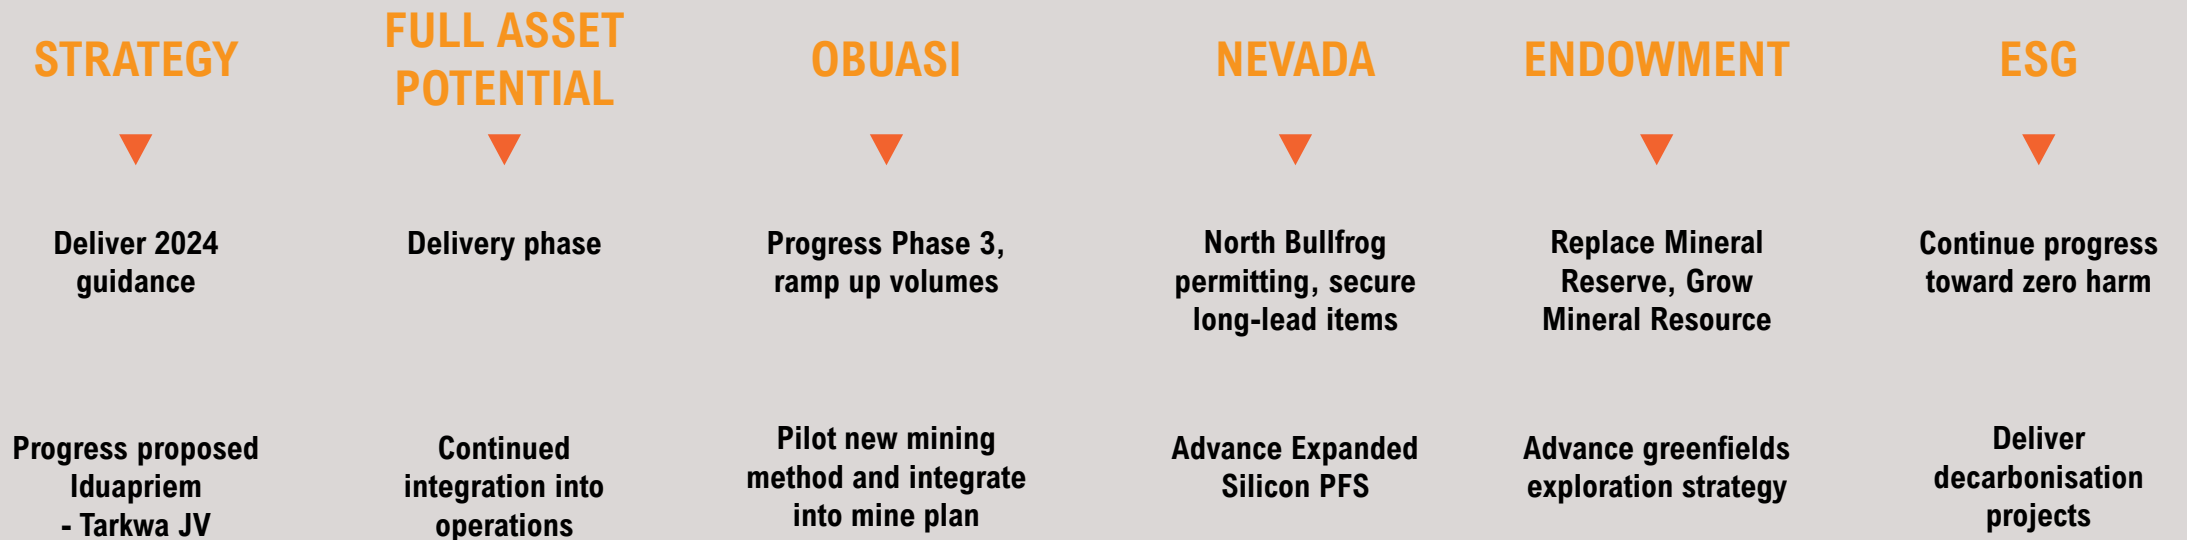 STRATEGY
Deliver 2024
guidance
Progress proposed
Iduapriem
- Tarkwa JV
FULL ASSET
POTENTIAL
Delivery phase
Continued
integration into
operations
OBUASI
Progress Phase 3,
ramp up volumes
Pilot new mining
method and integrate
into mine plan
NEVADA
North Bullfrog
permitting, secure
long-lead items
Advance Expanded
Silicon PFS
ENDOWMENT
Replace Mineral
Reserve, Grow
Mineral Resource
Advance greenfields
exploration strategy
ESG
Continue progress
toward zero harm
Deliver
decarbonisation
projects